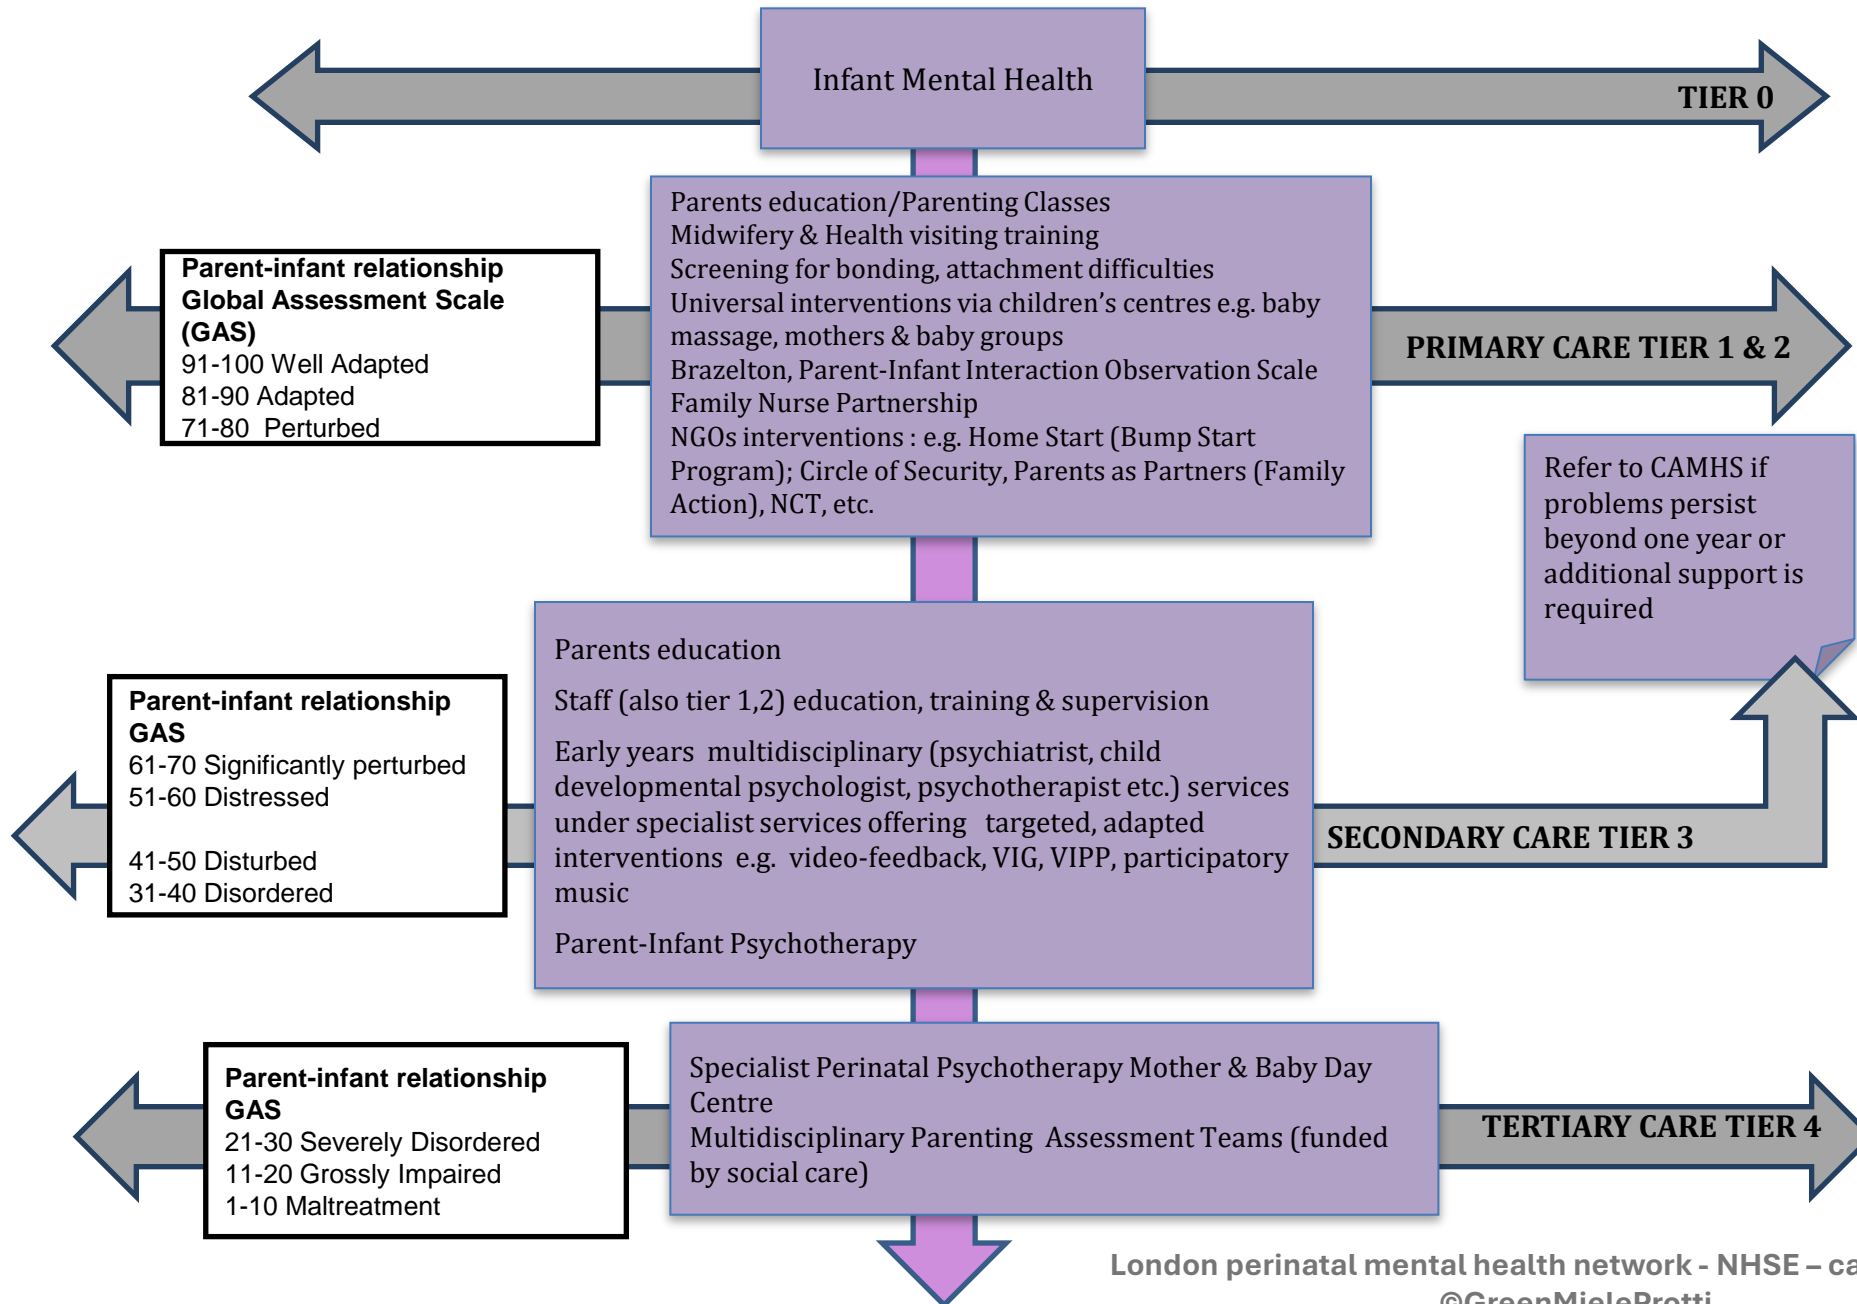 Infant Mental Health
TIER 0
Parents education/Parenting Classes
Midwifery & Health visiting training
Screening for bonding, attachment difficulties
Universal interventions via children’s centres e.g. baby
massage, mothers & baby groups
Brazelton, Parent-Infant Interaction Observation Scale
Family Nurse Partnership
NGOs interventions : e.g. Home Start (Bump Start
Program); Circle of Security, Parents as Partners (Family
Action), NCT, etc.
Parent-infant relationship
Global Assessment Scale
(GAS)
91-100 Well Adapted
81-90 Adapted
71-80 Perturbed
PRIMARY CARE TIER 1 & 2
Refer to CAMHS if
problems persist
beyond one year or
additional support is
required
Parents education
Staff (also tier 1,2) education, training & supervision
Early years multidisciplinary (psychiatrist, child
developmental psychologist, psychotherapist etc.) services
under specialist services offering targeted, adapted
interventions e.g. video-feedback, VIG, VIPP, participatory
music
Parent-Infant Psychotherapy
Parent-infant relationship
GAS
61-70 Significantly perturbed
51-60 Distressed
41-50 Disturbed
31-40 Disordered
SECONDARY CARE TIER 3
Parent-infant relationship
GAS
21-30 Severely Disordered
11-20 Grossly Impaired
1-10 Maltreatment
Specialist Perinatal Psychotherapy Mother & Baby Day
Centre
Multidisciplinary Parenting Assessment Teams (funded
by social care)
TERTIARY CARE TIER 4
London perinatal mental health network - NHSE –
©GreenMieleProtti